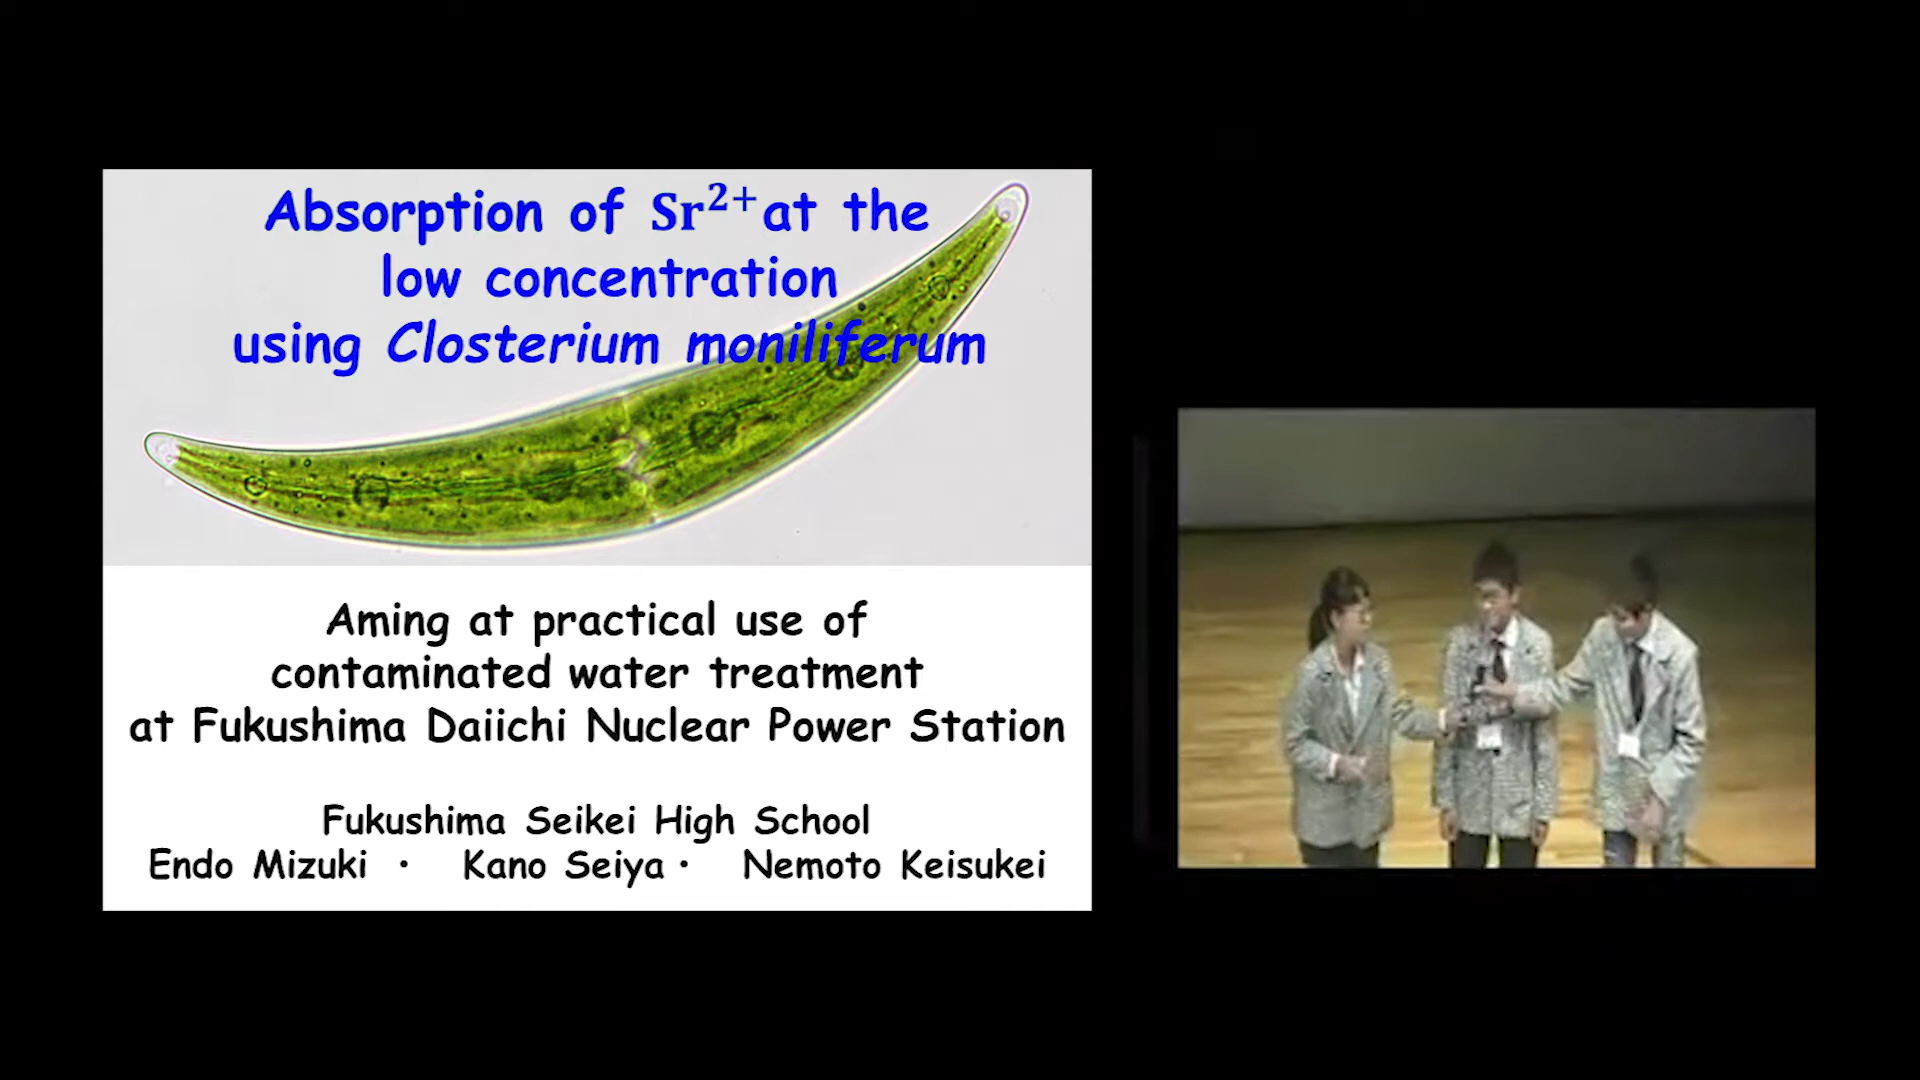 Absorption of Sr²⁺at the
low concentration
using Closterium moniliferum
Aming at practical use of
contaminated water treatment
at Fukushima Daiichi Nuclear Power Station
Fukushima Seikei High School
Endo Mizuki ・ Kano Seiya・ Nemoto Keisukei